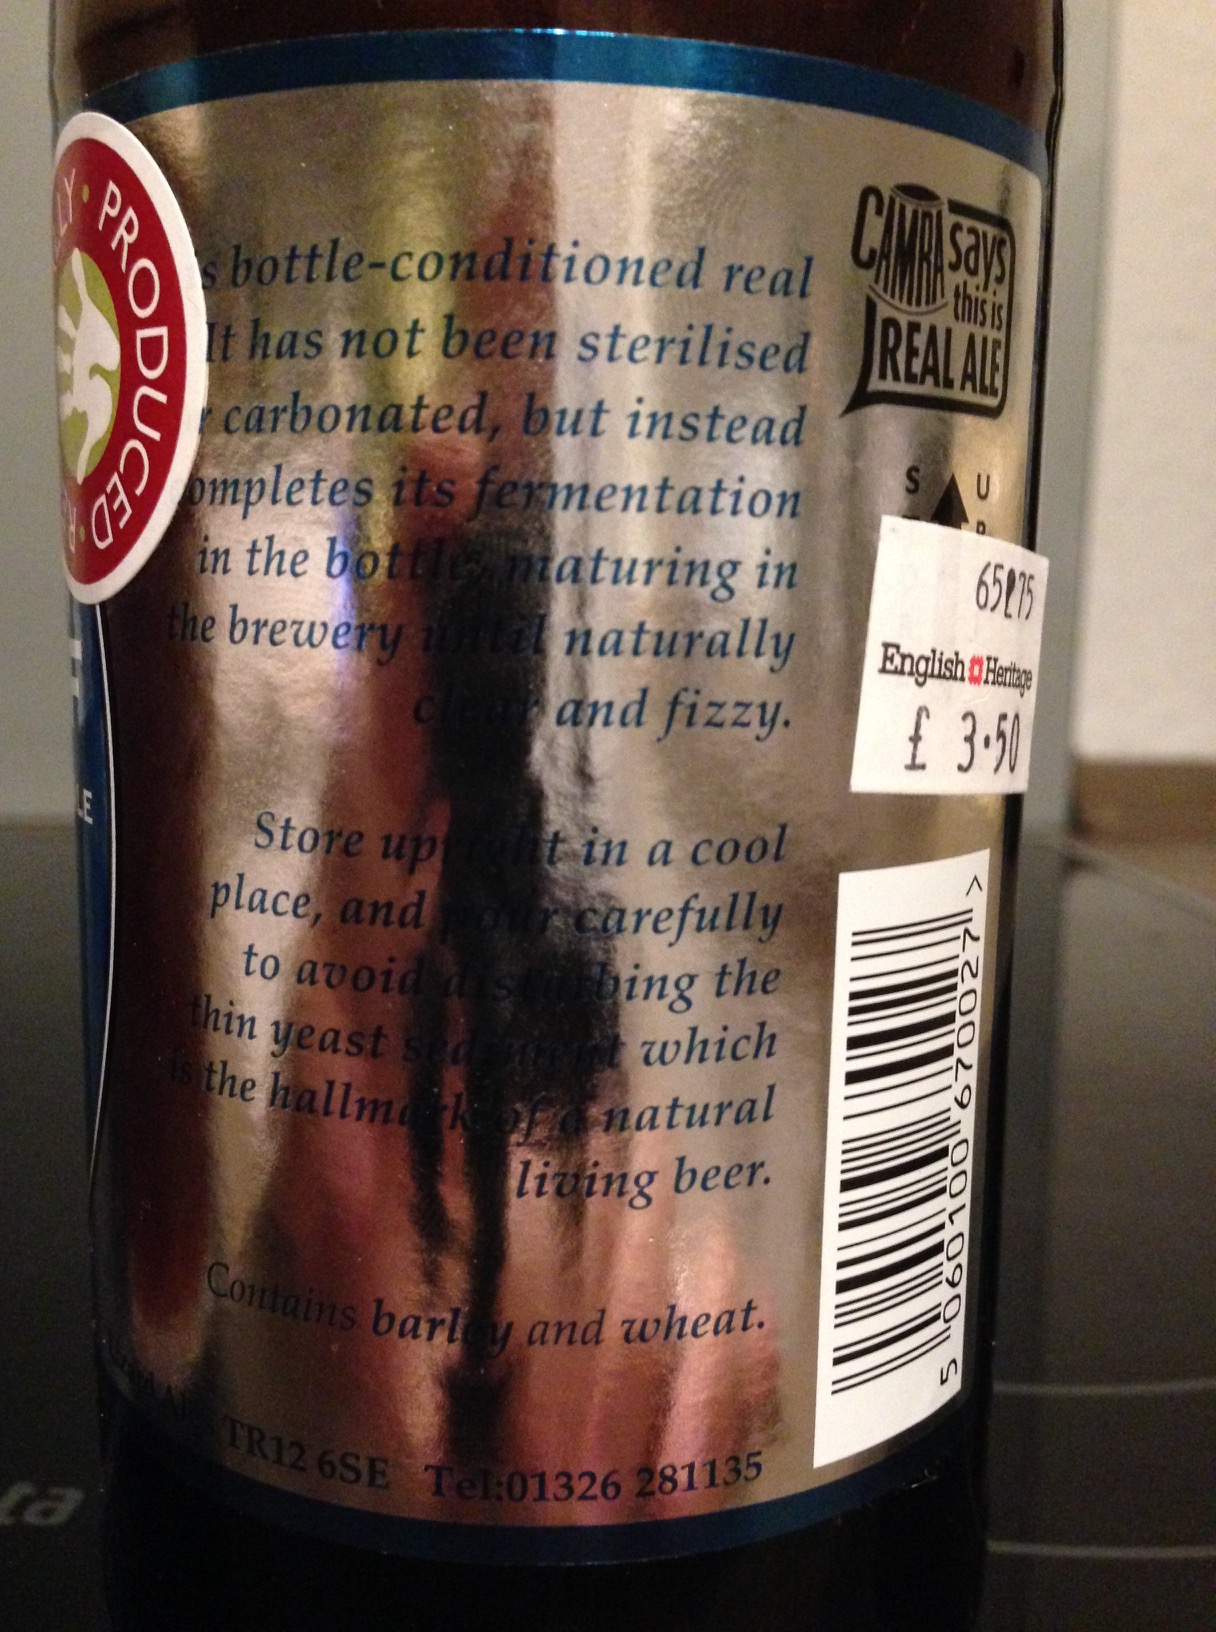 PRODUCED
bottle-conditioned real
It has not been sterilised
carbonated, but instead
completes its fermentation
in the bottle, maturing in
the brewery until naturally
clear and fizzy.
Store upright in a cool
place, and pour carefully
to avoid disturbing the
thin yeast sediment which
is the hallmark of a natural
living beer.
Contains barley and wheat.
TR12 6SE Tel:01326 281135
CAMRA says
this is
REAL ALE
S U
English Heritage
£ 3.50
5 060100 670027 >